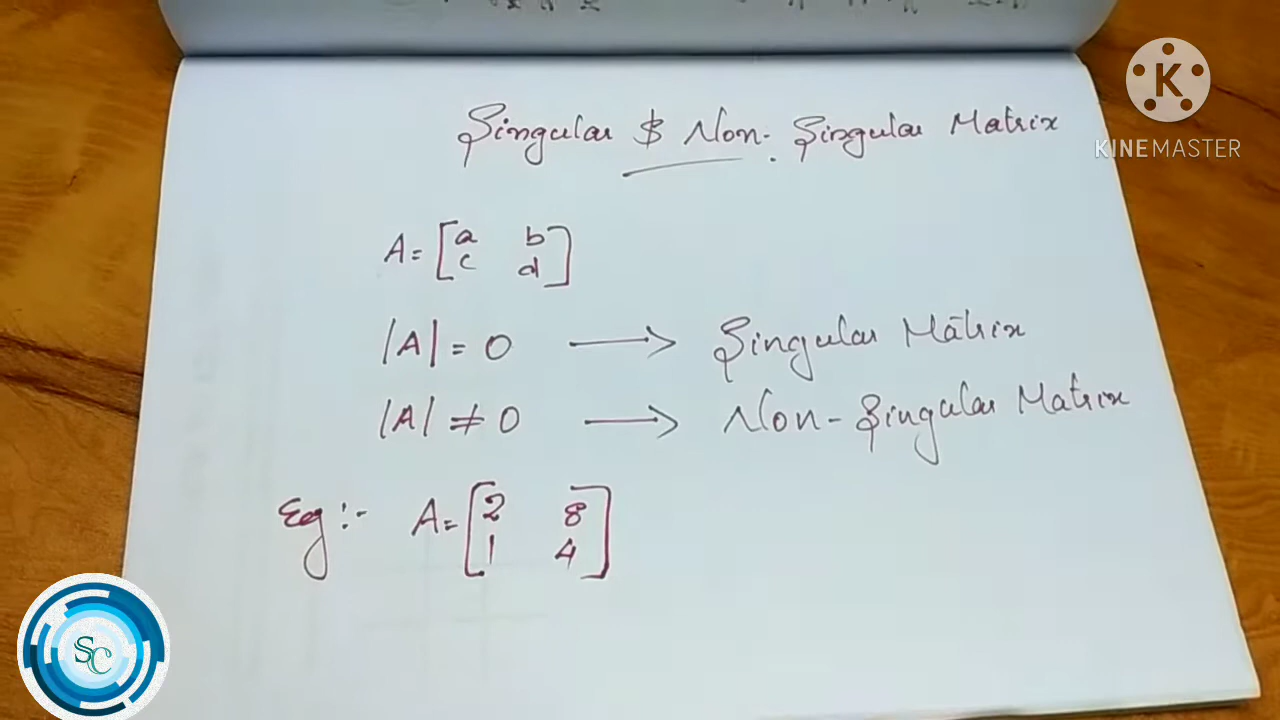 Singular & Non-Singular Matrix
KINEMASTER
A = [a b
c d]
|A| = 0 ⟶ Singular Matrix
|A| ≠ 0 ⟶ Non-Singular Matrix
Eg :- A = [2 8
1 4]
SC